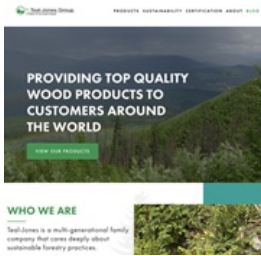 Teal-Jones Group
PRODUCTS SUSTAINABILITY CERTIFICATION ABOUT BLOG
PROVIDING TOP QUALITY
WOOD PRODUCTS TO
CUSTOMERS AROUND
THE WORLD
VIEW OUR PRODUCTS
WHO WE ARE
Teal-Jones is a multi-generational family
company that cares deeply about
sustainable forestry practices.